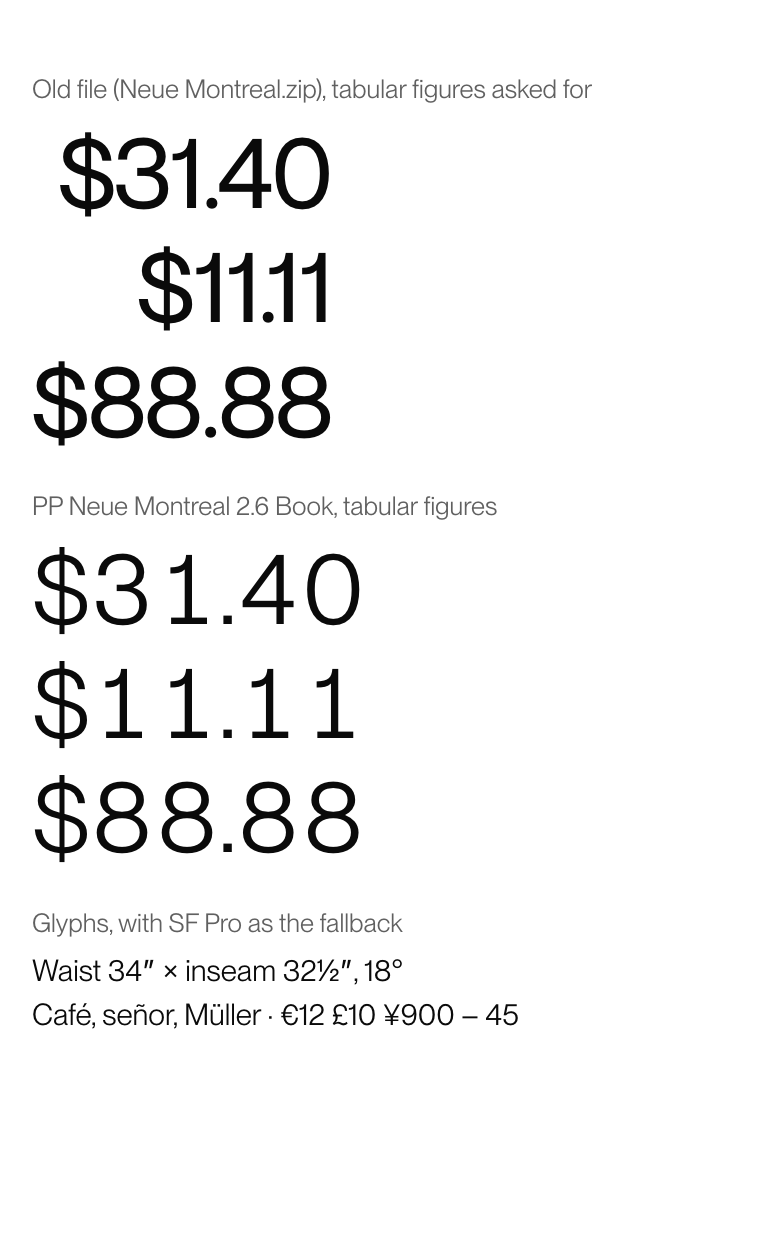 Old file (Neue Montreal.zip), tabular figures asked for
$31.40
$11.11
$88.88
PP Neue Montreal 2.6 Book, tabular figures
$31.40
$11.11
$88.88
Glyphs, with SF Pro as the fallback
Waist 34″ × inseam 32½″, 18°
Café, señor, Müller · €12 £10 ¥900 – 45